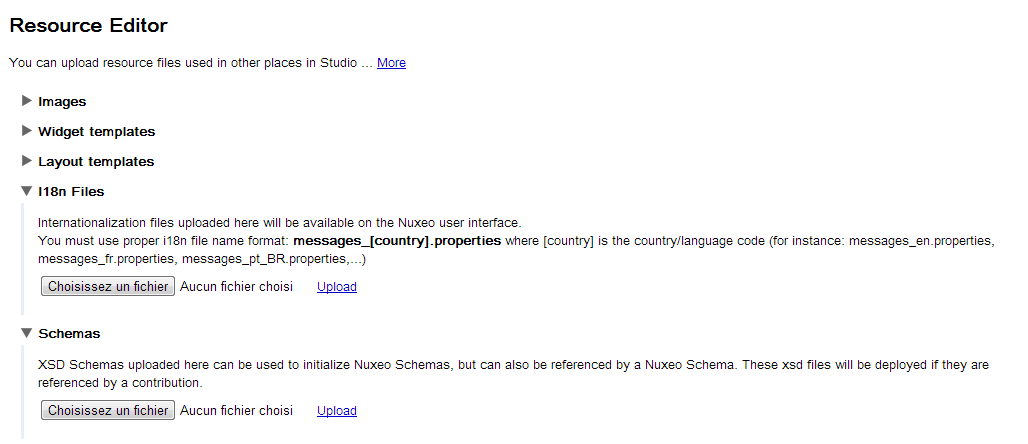 Resource Editor
You can upload resource files used in other places in Studio ... More
Images
Widget templates
Layout templates
I18n Files
Internationalization files uploaded here will be available on the Nuxeo user interface.
You must use proper i18n file name format: messages_[country].properties where [country] is the country/language code (for instance: messages_en.properties,
messages_fr.properties, messages_pt_BR.properties,...)
Choisissez un fichier Aucun fichier choisi Upload
Schemas
XSD Schemas uploaded here can be used to initialize Nuxeo Schemas, but can also be referenced by a Nuxeo Schema. These xsd files will be deployed if they are
referenced by a contribution.
Choisissez un fichier Aucun fichier choisi Upload